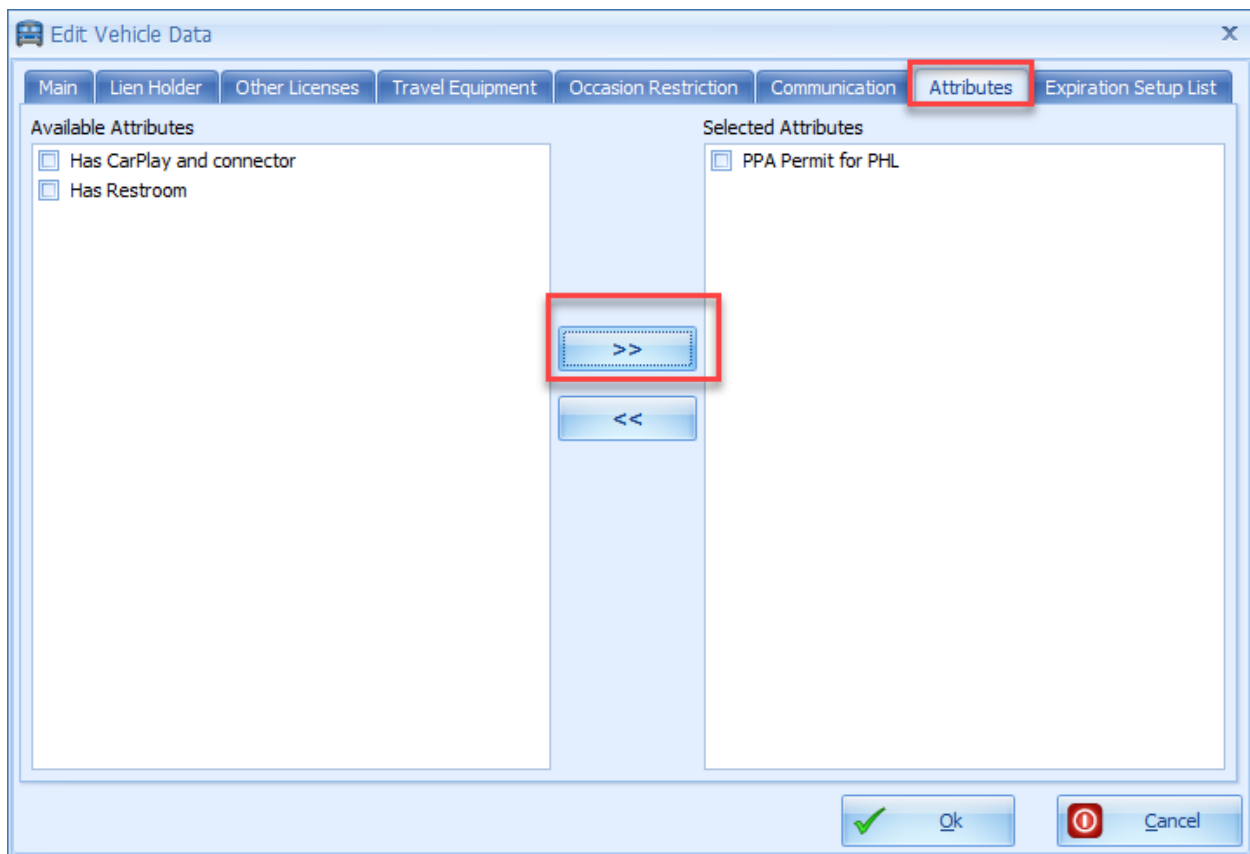 Edit Vehicle Data x
Main Lien Holder Other Licenses Travel Equipment Occasion Restriction Communication Attributes Expiration Setup List
Available Attributes Selected Attributes
Has CarPlay and connector PPA Permit for PHL
Has Restroom
>>
<<
Ok Cancel